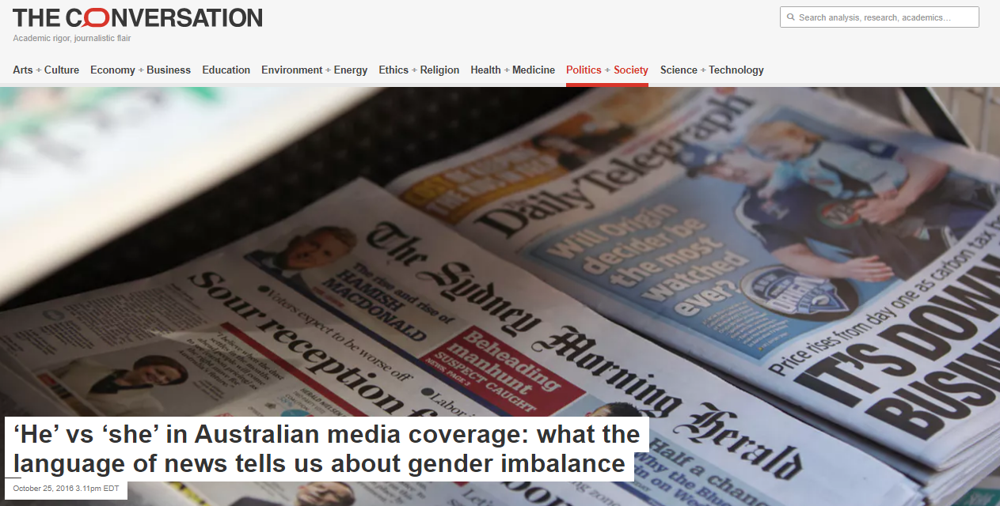 THE CONVERSATION
Academic rigor, journalistic flair
Search analysis, research, academics…
Arts + Culture Economy + Business Education Environment + Energy Ethics + Religion Health + Medicine Politics + Society Science + Technology
The Daily Telegraph
Will Origin
decider be
the most
watched
ever?
Price rises from day one as carbon tax
IT'S DOWN
The Sydney Morning Herald
The rise and rise of
HAMISH
MACDONALD
Voters expect to be worse off
Sour reception
Beheading
manhunt
SUSPECT CAUGHT
NEWS PAGE 3
Half a chance
Why the Blues
‘He’ vs ‘she’ in Australian media coverage: what the
language of news tells us about gender imbalance
October 25, 2016 3.11pm EDT